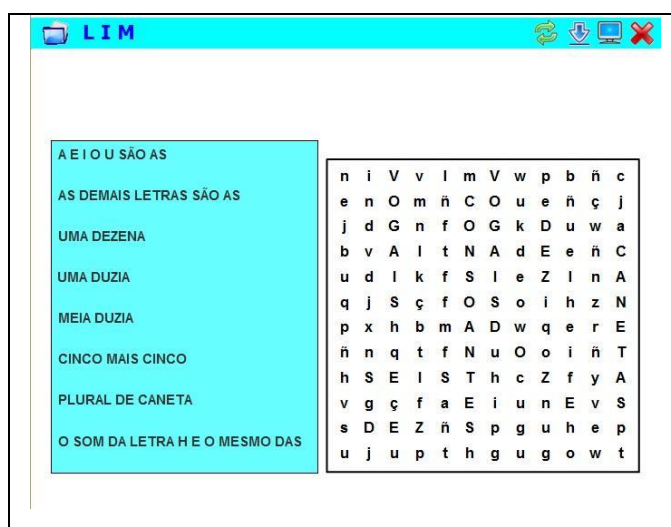 LIM
A E I O U SÃO AS
AS DEMAIS LETRAS SÃO AS
UMA DEZENA
UMA DUZIA
MEIA DUZIA
CINCO MAIS CINCO
PLURAL DE CANETA
O SOM DA LETRA H E O MESMO DAS
n i V v l m V w p b ñ c
e n O m ñ C O u e ñ ç j
j d G n f O G k D u w a
b v A l t N A d E e ñ C
u d I k f S I e Z l n A
q j S ç f O S o i h z N
p x h b m A D w q e r E
ñ n q t f N u O o i ñ T
h S E I S T h c Z f y A
v g ç f a E i u n E v S
s D E Z ñ S p g u h e p
u j u p t h g u g o w t